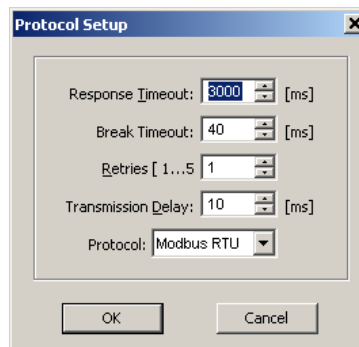 Protocol Setup
Response Timeout: 3000 [ms]
Break Timeout: 40 [ms]
Retries [ 1...5 1
Transmission Delay: 10 [ms]
Protocol: Modbus RTU
OK Cancel